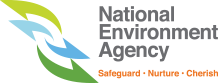 National
Environment
Agency
Safeguard · Nurture · Cherish